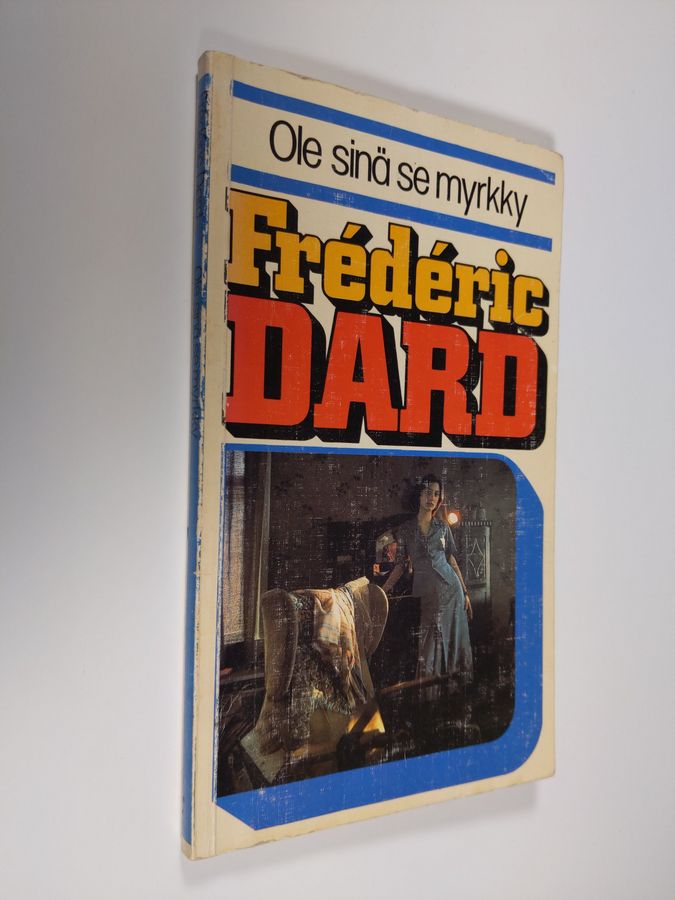 Ole sinä se myrkky
Frédéric
DARD